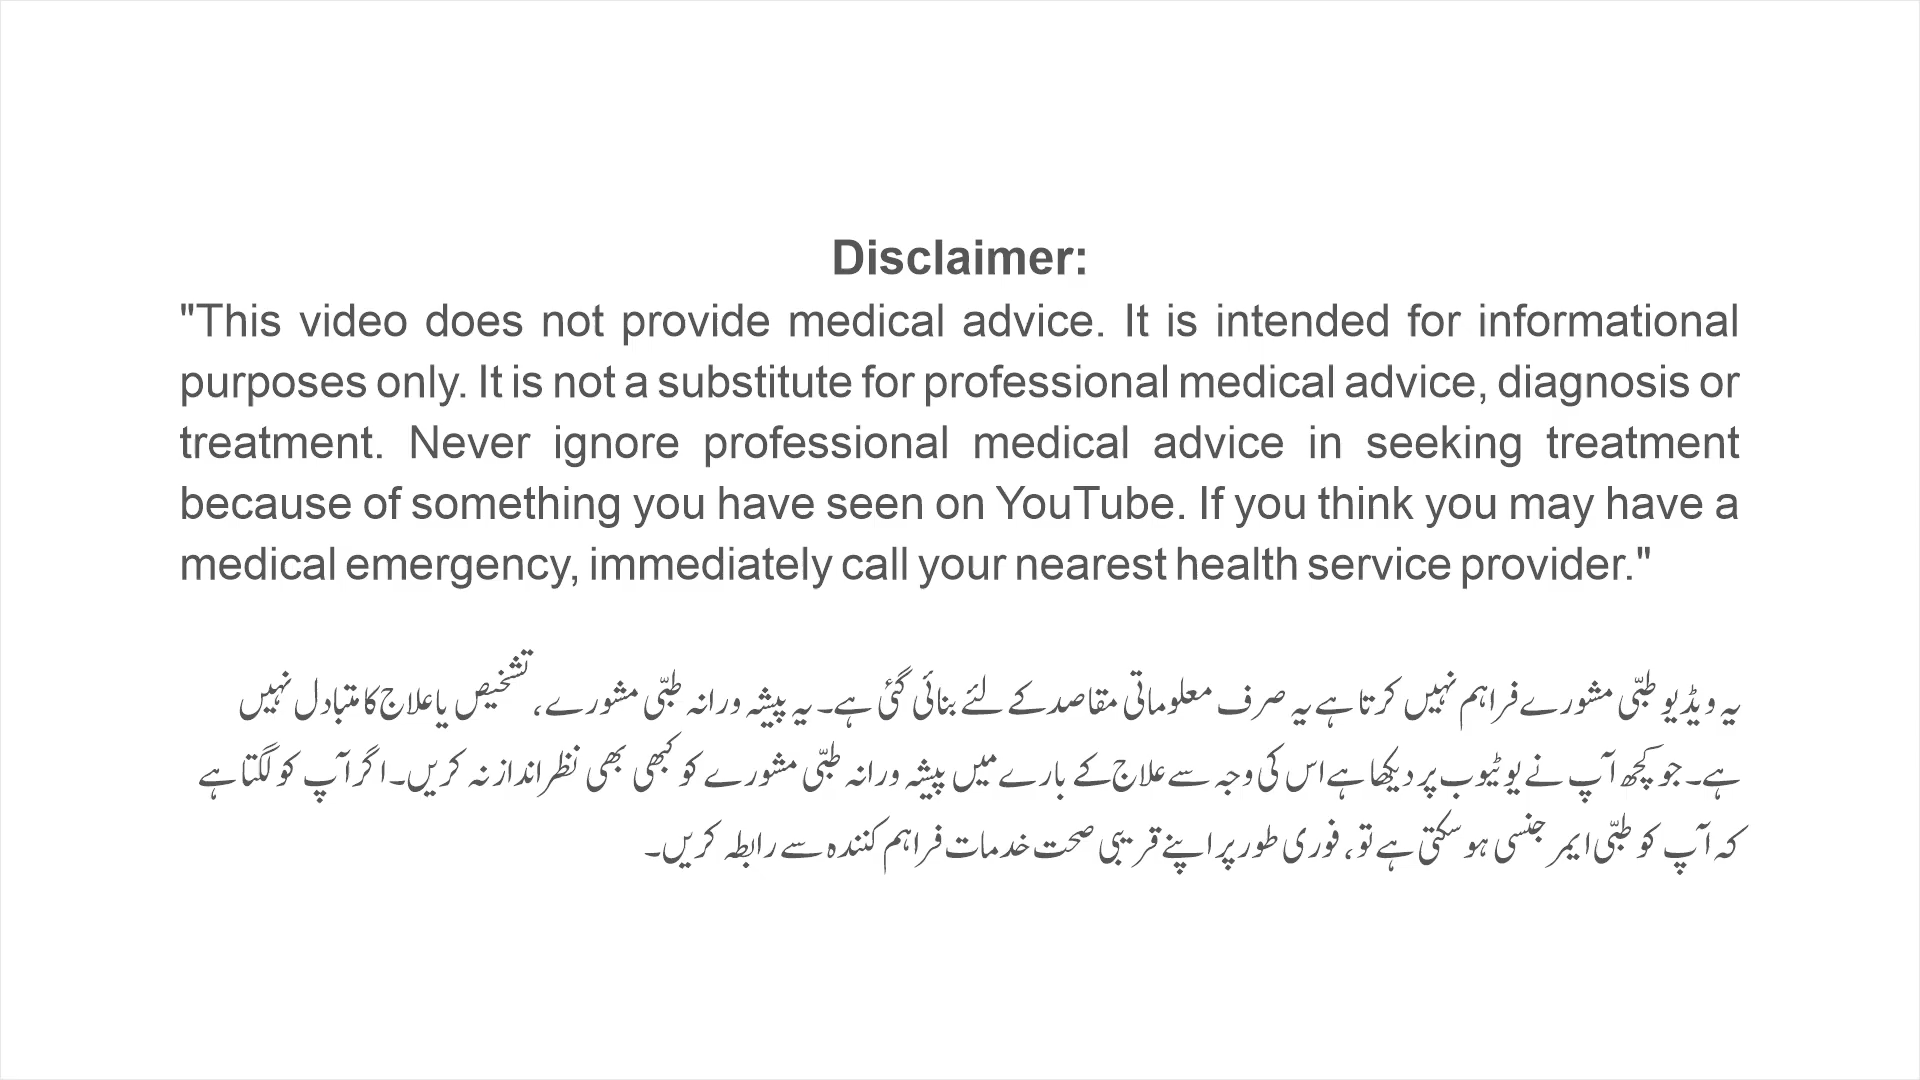 Disclaimer:
"This video does not provide medical advice. It is intended for informational
purposes only. It is not a substitute for professional medical advice, diagnosis or
treatment. Never ignore professional medical advice in seeking treatment
because of something you have seen on YouTube. If you think you may have a
medical emergency, immediately call your nearest health service provider."
یہ ویڈیو طبّی مشورے فراہم نہیں کرتا ہے یہ صرف معلوماتی مقاصد کے لئے بنائی گئی ہے۔ یہ پیشہ ورانہ طبّی مشورے، تشخیص یا علاج کا متبادل نہیں
ہے۔ جو کچھ آپ نے یوٹیوب پر دیکھا ہے اس کی وجہ سے علاج کے بارے میں پیشہ ورانہ طبّی مشورے کو کبھی بھی نظر انداز نہ کریں۔ اگر آپ کو لگتا ہے
کہ آپ کو طبّی ایمر جنسی ہو سکتی ہے تو، فوری طور پر اپنے قریبی صحت خدمات فراہم کنندہ سے رابطہ کریں۔